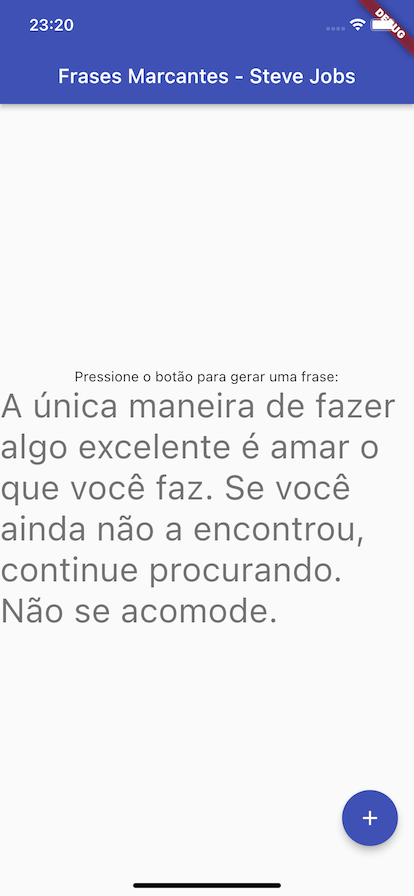 23:20
DEBUG
Frases Marcantes - Steve Jobs
Pressione o botão para gerar uma frase:
A única maneira de fazer
algo excelente é amar o
que você faz. Se você
ainda não a encontrou,
continue procurando.
Não se acomode.
+